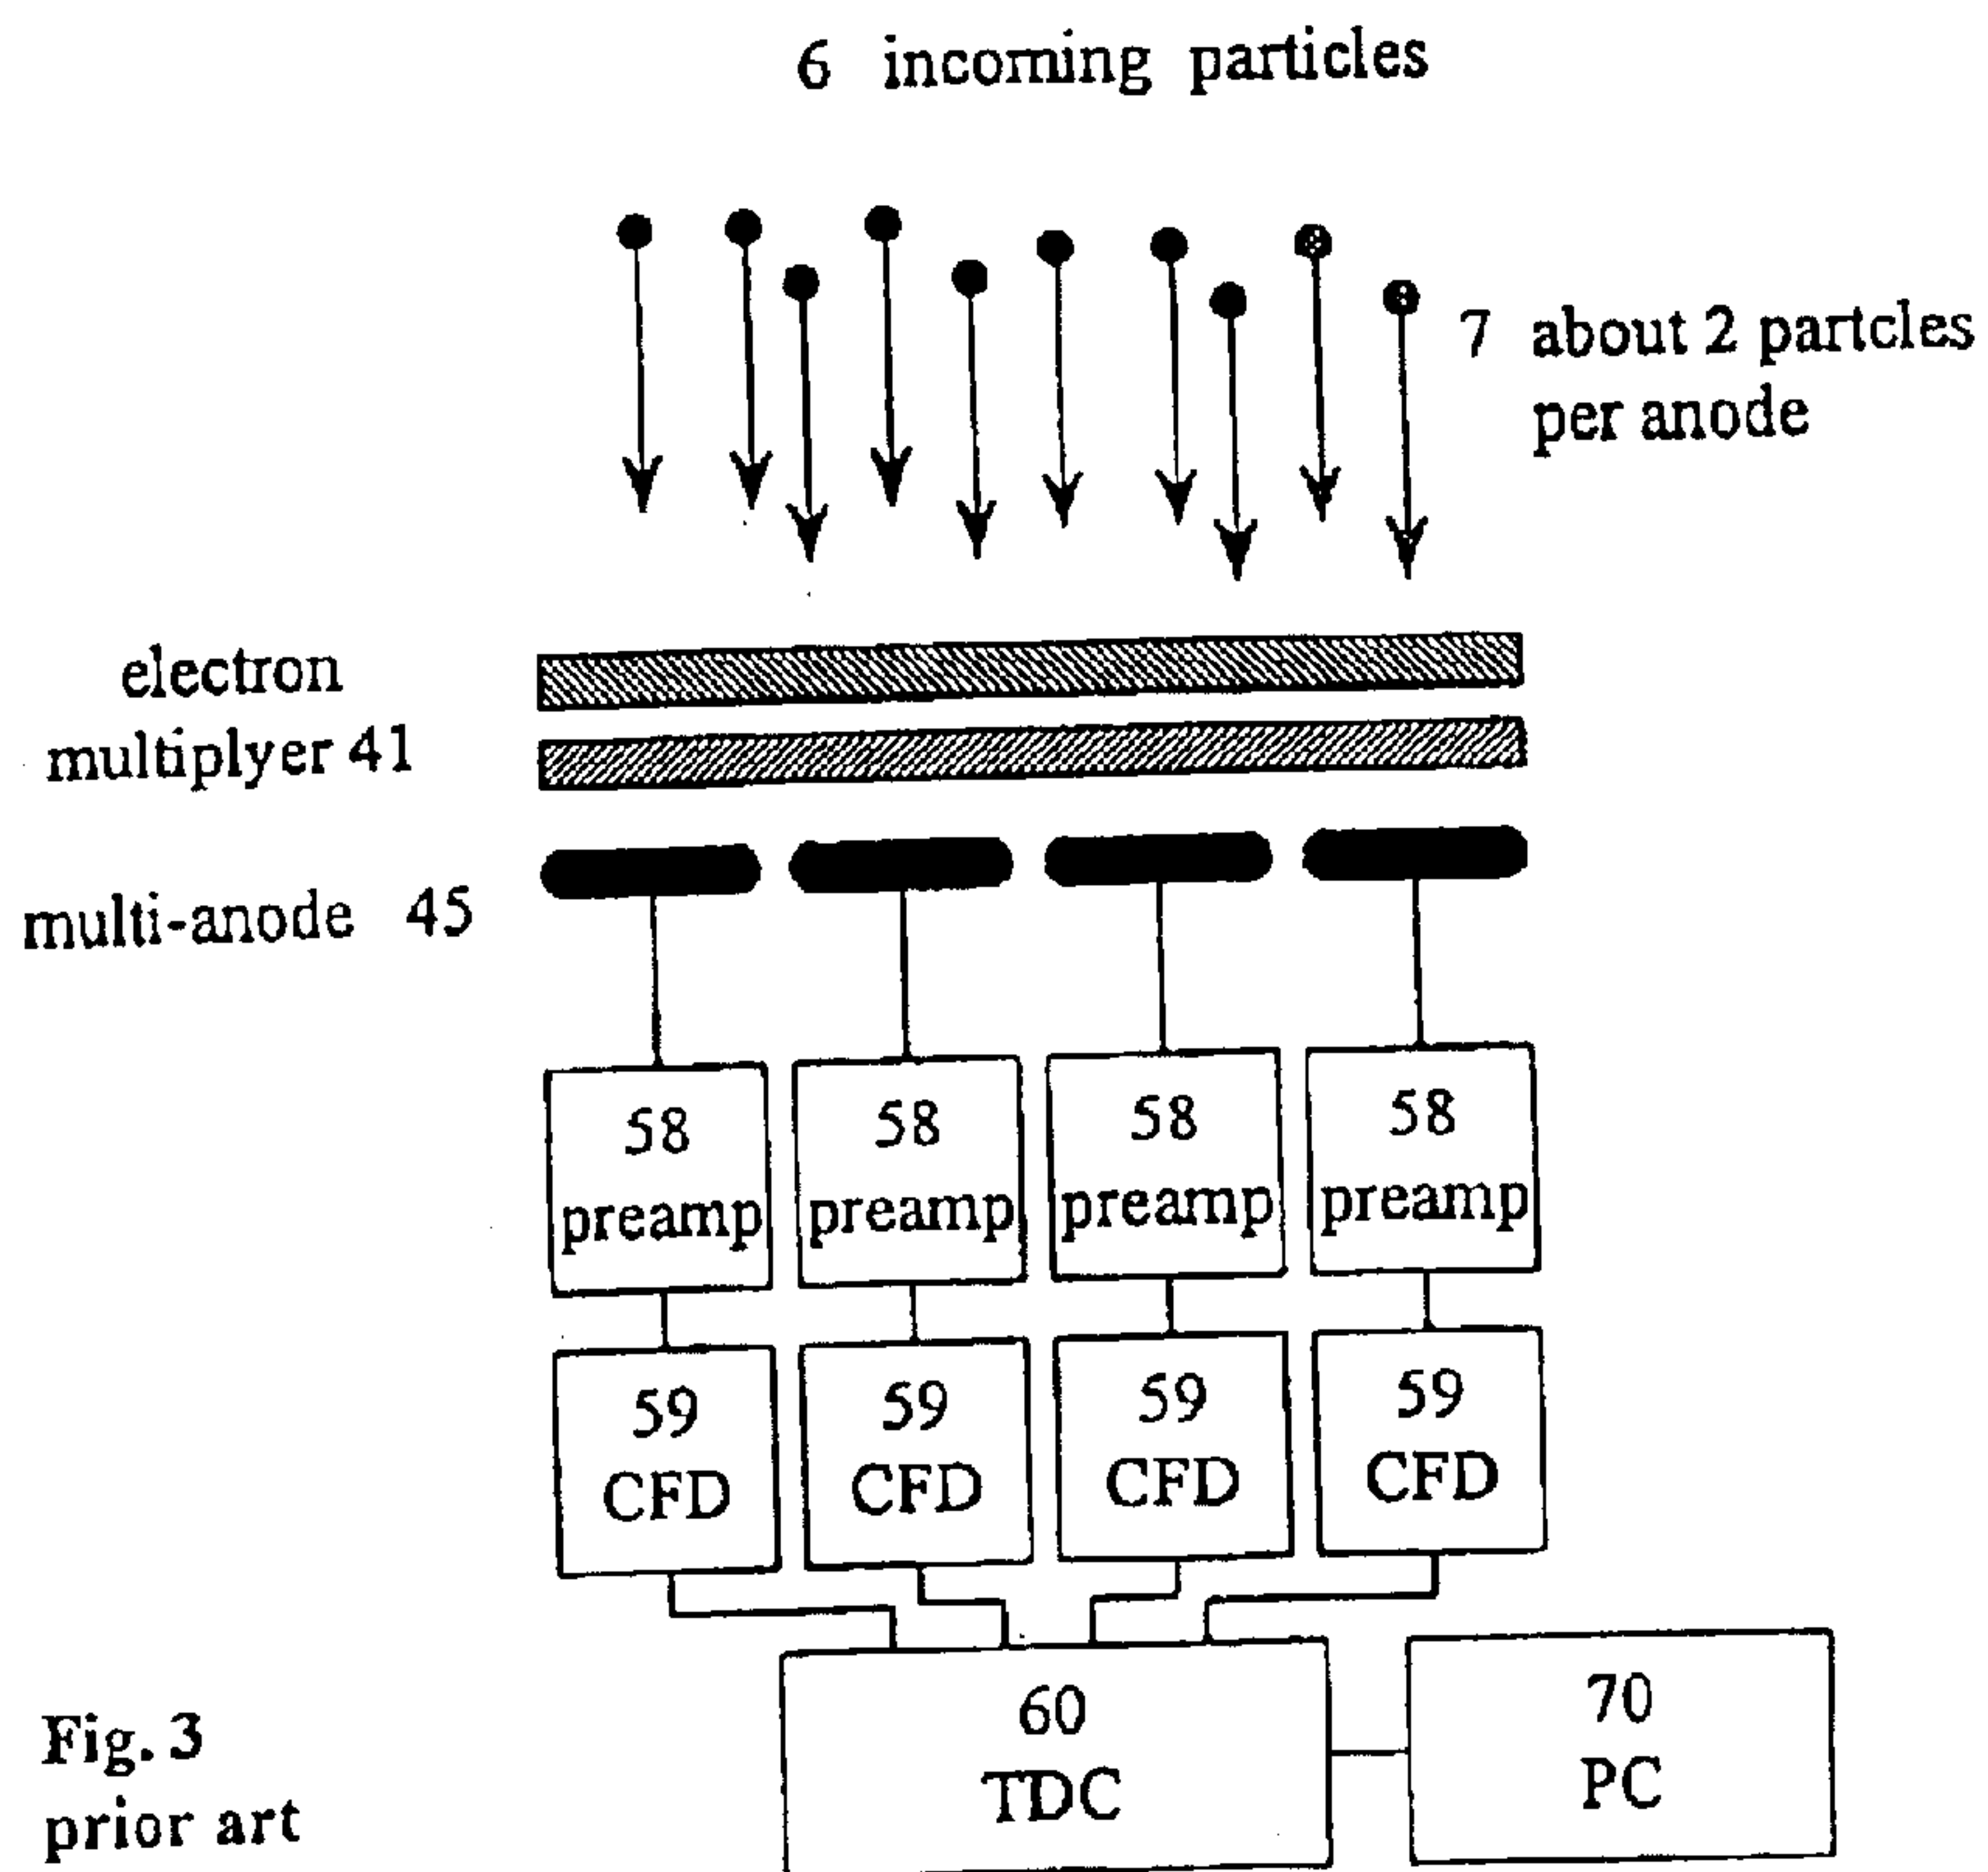 6 incoming particles
7 about 2 partcles
per anode
electron
multiplyer 41
multi-anode 45
58 58 58 58
preamp preamp preamp preamp
59 59 59 59
CFD CFD CFD CFD
60 70
TDC PC
Fig. 3
prior art